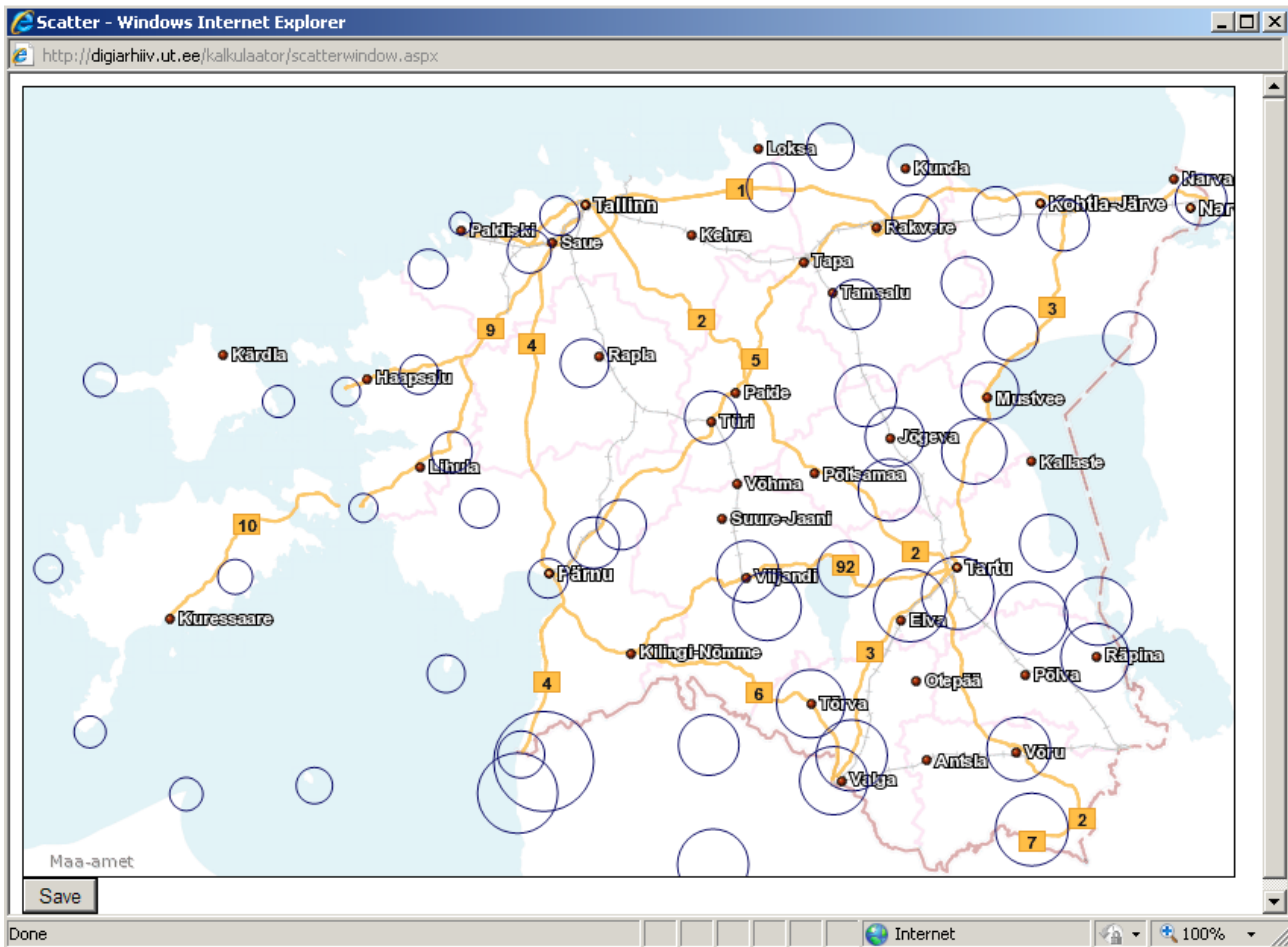 Scatter - Windows Internet Explorer
http://digiarhiiv.ut.ee/kalkulaator/scatterwindow.aspx
Loksa
Kunda
Narva
1
Tallinn
Kohtla-Järve
Nar
Paldiski
Saue
Kehra
Rakvere
Tapa
Tamsalu
3
9
2
4
Kärdla
Rapla
5
Haapsalu
Paide
Mustvee
Türi
Jõgeva
Lihula
Põltsamaa
Kallaste
Võhma
10
Suure-Jaani
2
92
Pärnu
Viljandi
Tartu
Kuressaare
Elva
Kilingi-Nõmme
3
Räpina
4
6
Otepää
Põlva
Tõrva
Antsla
Võru
Valga
2
7
Maa-amet
Save
Done
Internet
100%